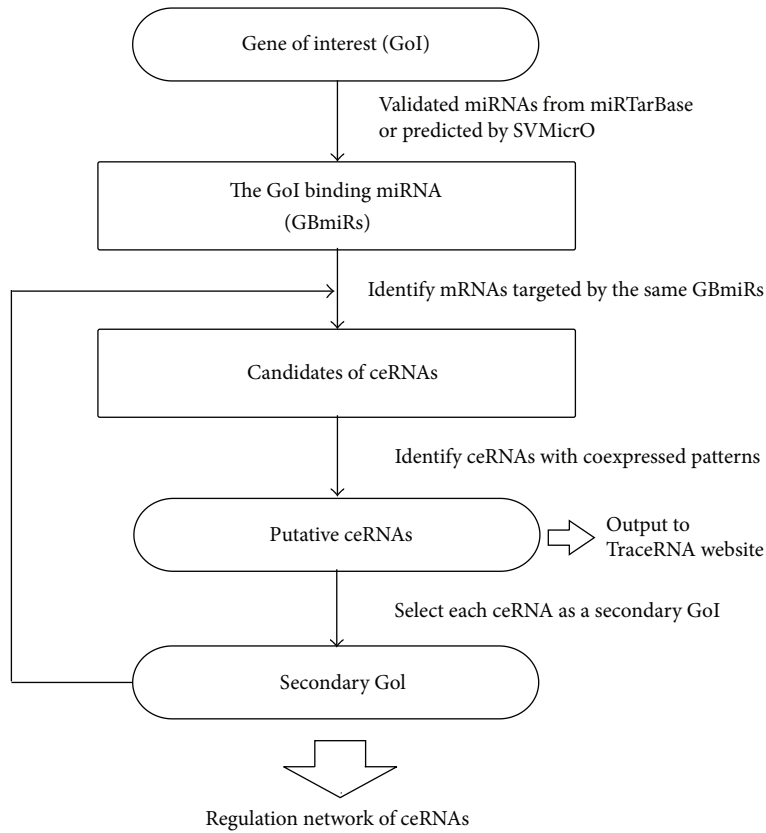 Gene of interest (GoI)
Validated miRNAs from miRTarBase
or predicted by SVMicrO
The GoI binding miRNA
(GBmiRs)
Identify mRNAs targeted by the same GBmiRs
Candidates of ceRNAs
Identify ceRNAs with coexpressed patterns
Putative ceRNAs
Output to
TraceRNA website
Select each ceRNA as a secondary GoI
Secondary Gol
Regulation network of ceRNAs